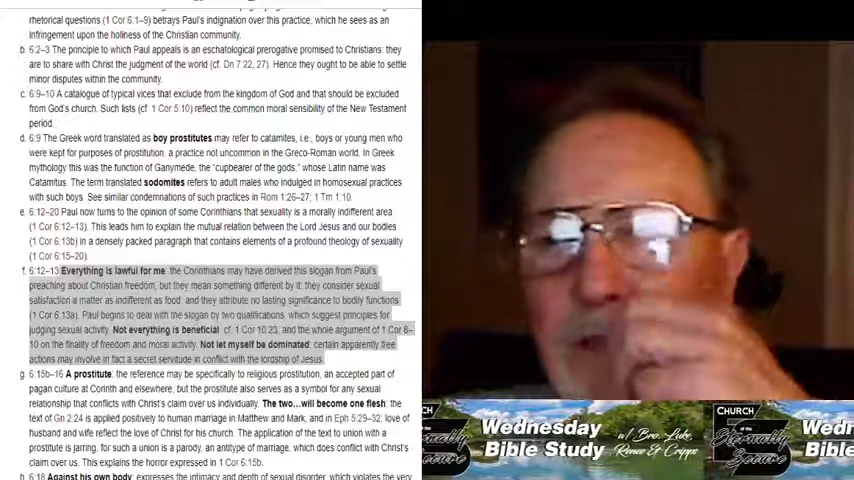 rhetorical questions (1 Cor 6:1–9) betrays Paul's indignation over this practice, which he sees as an
infringement upon the holiness of the Christian community.
b. 6:2–3 The principle to which Paul appeals is an eschatological prerogative promised to Christians: they
are to share with Christ the judgment of the world (cf. Dn 7:22, 27). Hence they ought to be able to settle
minor disputes within the community.
c. 6:9–10 A catalogue of typical vices that exclude from the kingdom of God and that should be excluded
from God's church. Such lists (cf. 1 Cor 5:10) reflect the common moral sensibility of the New Testament
period.
d. 6:9 The Greek word translated as boy prostitutes may refer to catamites, i.e., boys or young men who
were kept for purposes of prostitution, a practice not uncommon in the Greco-Roman world. In Greek
mythology this was the function of Ganymede, the "cupbearer of the gods," whose Latin name was
Catamitus. The term translated sodomites refers to adult males who indulged in homosexual practices
with such boys. See similar condemnations of such practices in Rom 1:26–27; 1 Tm 1:10.
e. 6:12–20 Paul now turns to the opinion of some Corinthians that sexuality is a morally indifferent area
(1 Cor 6:12–13). This leads him to explain the mutual relation between the Lord Jesus and our bodies
(1 Cor 6:13b) in a densely packed paragraph that contains elements of a profound theology of sexuality
(1 Cor 6:15–20).
f. 6:12–13 Everything is lawful for me: the Corinthians may have derived this slogan from Paul's
preaching about Christian freedom, but they mean something different by it: they consider sexual
satisfaction a matter as indifferent as food, and they attribute no lasting significance to bodily functions
(1 Cor 6:13a). Paul begins to deal with the slogan by two qualifications, which suggest principles for
judging sexual activity. Not everything is beneficial: cf. 1 Cor 10:23, and the whole argument of 1 Cor 8–
10 on the finality of freedom and moral activity. Not let myself be dominated: certain apparently free
actions may involve in fact a secret servitude in conflict with the lordship of Jesus.
g. 6:15b–16 A prostitute: the reference may be specifically to religious prostitution, an accepted part of
pagan culture at Corinth and elsewhere; but the prostitute also serves as a symbol for any sexual
relationship that conflicts with Christ's claim over us individually. The two...will become one flesh: the
text of Gn 2:24 is applied positively to human marriage in Matthew and Mark, and in Eph 5:29–32: love of
husband and wife reflect the love of Christ for his church. The application of the text to union with a
prostitute is jarring, for such a union is a parody, an antitype of marriage, which does conflict with Christ's
claim over us. This explains the horror expressed in 1 Cor 6:15b.
h. 6:18 Against his own body: expresses the intimacy and depth of sexual disorder, which violates the very
CH
Eternally
Secure
Wednesday
Bible Study
w/ Bro. Luke,
Renee & Cripps
CHURCH
OF THE
Eternally
Secure
Wedn
Bible